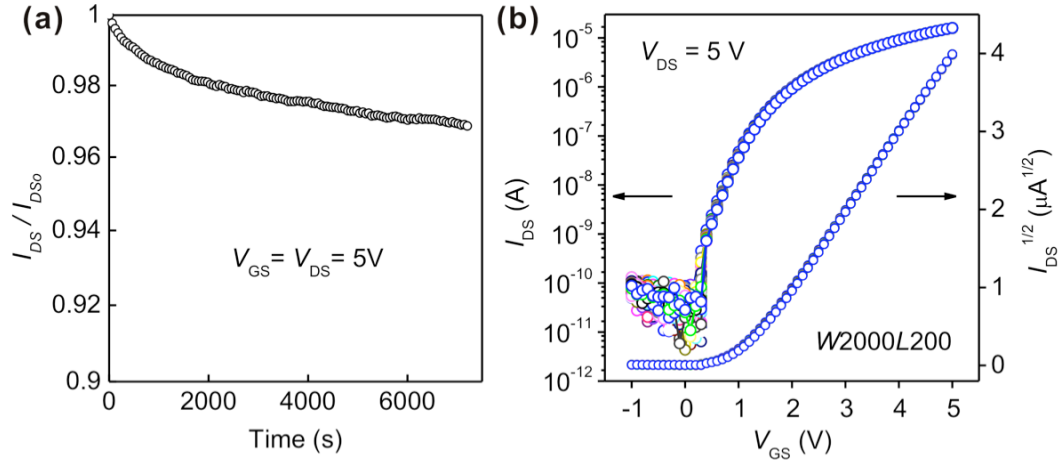 (a)
1
0.98
0.96
0.94
0.92
0.9
I_DS / I_DSo
V_GS = V_DS = 5V
0 2000 4000 6000
Time (s)
(b)
10^-5
10^-6
10^-7
10^-8
10^-9
10^-10
10^-11
10^-12
I_DS (A)
V_DS = 5 V
W2000L200
4
3
2
1
0
I_DS^1/2 (μA^1/2)
-1 0 1 2 3 4 5
V_GS (V)